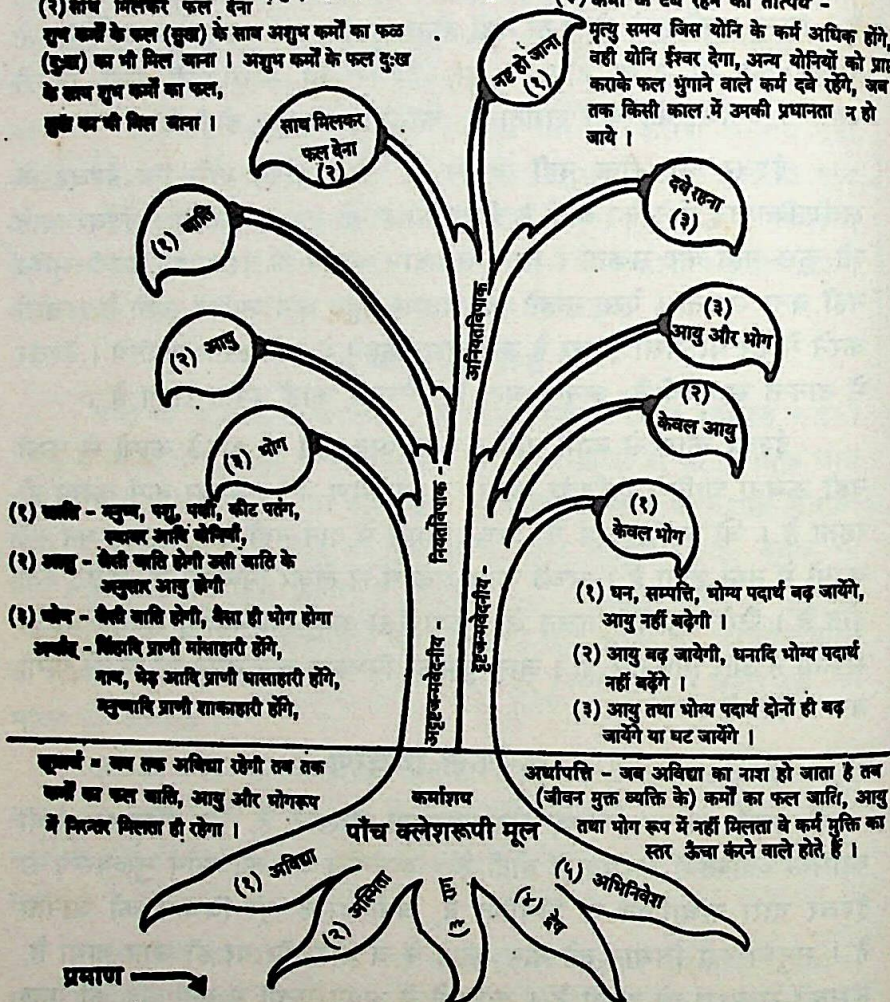 (२) साथ मिलकर फल देना
शुभ कर्मों के फल (सुख) के साथ अशुभ कर्मों का फल
(दुःख) का भी मिल जाना । अशुभ कर्मों के फल दुःख
के साथ शुभ कर्मों का फल,
सुख का भी मिल जाना ।
मृत्यु समय जिस योनि के कर्म अधिक होंगे,
वही योनि ईश्वर देगा, अन्य योनियों को प्राप्त
कराके फल भुंगाने वाले कर्म दबे रहेंगे, जब
तक किसी काल में उमकी प्रधानता न हो
जाये ।
नष्ट हो जाना
(१)
साथ मिलकर
फल देना
(२)
दबे रहना
(३)
(१) जाति
(२) आयु
(३) भोग
(३)
आयु और भोग
(२)
केवल आयु
(१)
केवल भोग
अनियतविपाक
नियतविपाक -
अदृष्टजन्मवेदनीय
दृष्टजन्मवेदनीय -
(१) जाति - मनुष्य, पशु, पक्षी, कीट पतंग,
स्थावर आदि योनियाँ
(२) आयु - जैसी जाति होगी उसी जाति के
अनुसार आयु होगी
(३) भोग - जैसी जाति होगी, वैसा ही भोग होगा
अर्थात् - सिंहादि प्राणी मांसाहारी होंगे,
गाय, भेड़ आदि प्राणी घासाहारी होंगे,
मनुष्यादि प्राणी शाकाहारी होंगे,
(१) धन, सम्पत्ति, भोग्य पदार्थ बढ़ जायेंगे,
आयु नहीं बढ़ेगी ।
(२) आयु बढ़ जायेगी, धनादि भोग्य पदार्थ
नहीं बढ़ेंगे ।
(३) आयु तथा भोग्य पदार्थ दोनों ही बढ़
जायेंगे या घट जायेंगे ।
सूत्रार्थ = जब तक अविद्या रहेगी तब तक
कर्मों का फल जाति, आयु और भोगरूप
में निरन्तर मिलता ही रहेगा ।
कर्माशय
पाँच क्लेशरूपी मूल
अर्थापत्ति - जब अविद्या का नाश हो जाता है तब
(जीवन मुक्त व्यक्ति के) कर्मों का फल जाति, आयु
तथा भोग रूप में नहीं मिलता वे कर्म मुक्ति का
स्तर ऊँचा करने वाले होते हैं ।
(१) अविद्या
(२) अस्मिता
(३) राग
(४) द्वेष
(५) अभिनिवेश
प्रमाण